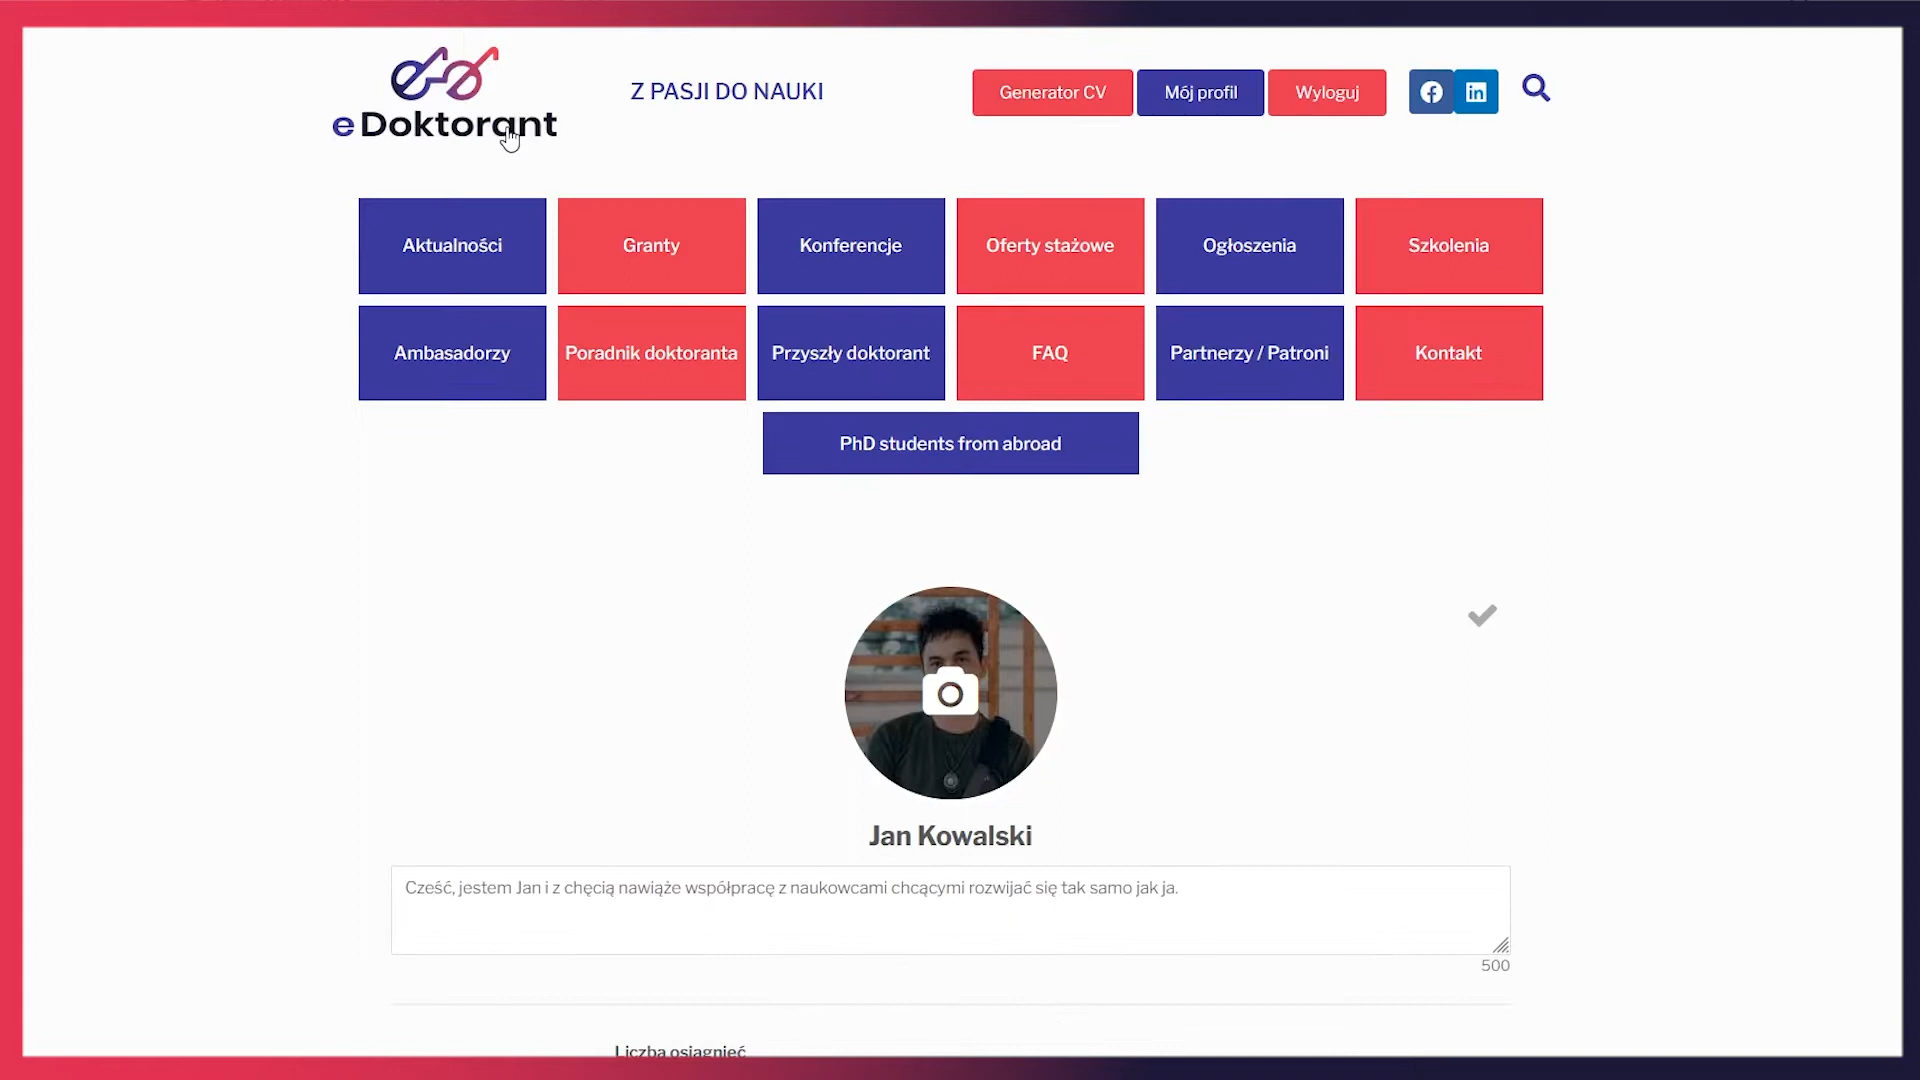 eDoktorant
Z PASJI DO NAUKI
Generator CV
Mój profil
Wyloguj
Aktualności
Granty
Konferencje
Oferty stażowe
Ogłoszenia
Szkolenia
Ambasadorzy
Poradnik doktoranta
Przyszły doktorant
FAQ
Partnerzy / Patroni
Kontakt
PhD students from abroad
Jan Kowalski
Cześć, jestem Jan i z chęcią nawiąże współpracę z naukowcami chcącymi rozwijać się tak samo jak ja.
500
Liczba osiągnięć